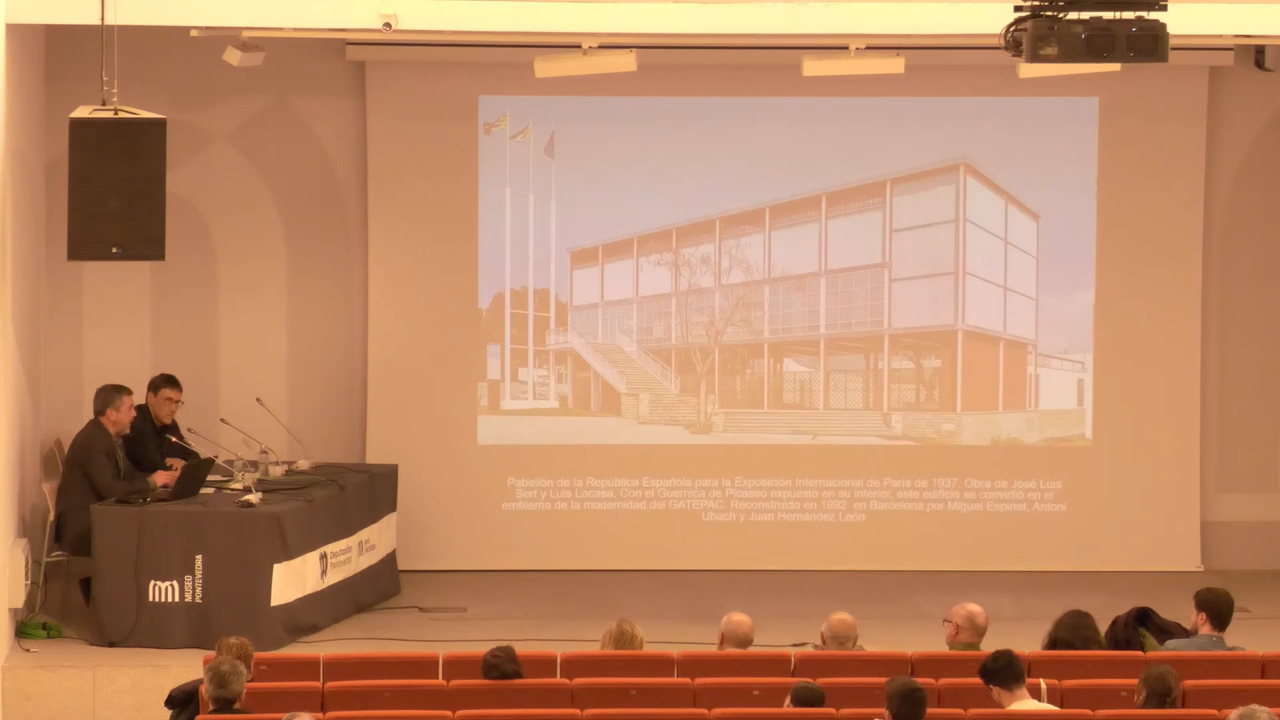 Pabellón de la República Española para la Exposición Internacional de París de 1937. Obra de José Luis
Sert y Luis Lacasa. Con el Guernica de Picasso expuesto en su interior, este edificio se convirtió en el
emblema de la modernidad del GATEPAC. Reconstruido en 1992 en Barcelona por Miguel Espinet, Antoni
Ubach y Juan Hernández León
MUSEO
PONTEVEDRA
Deputación
Pontevedra